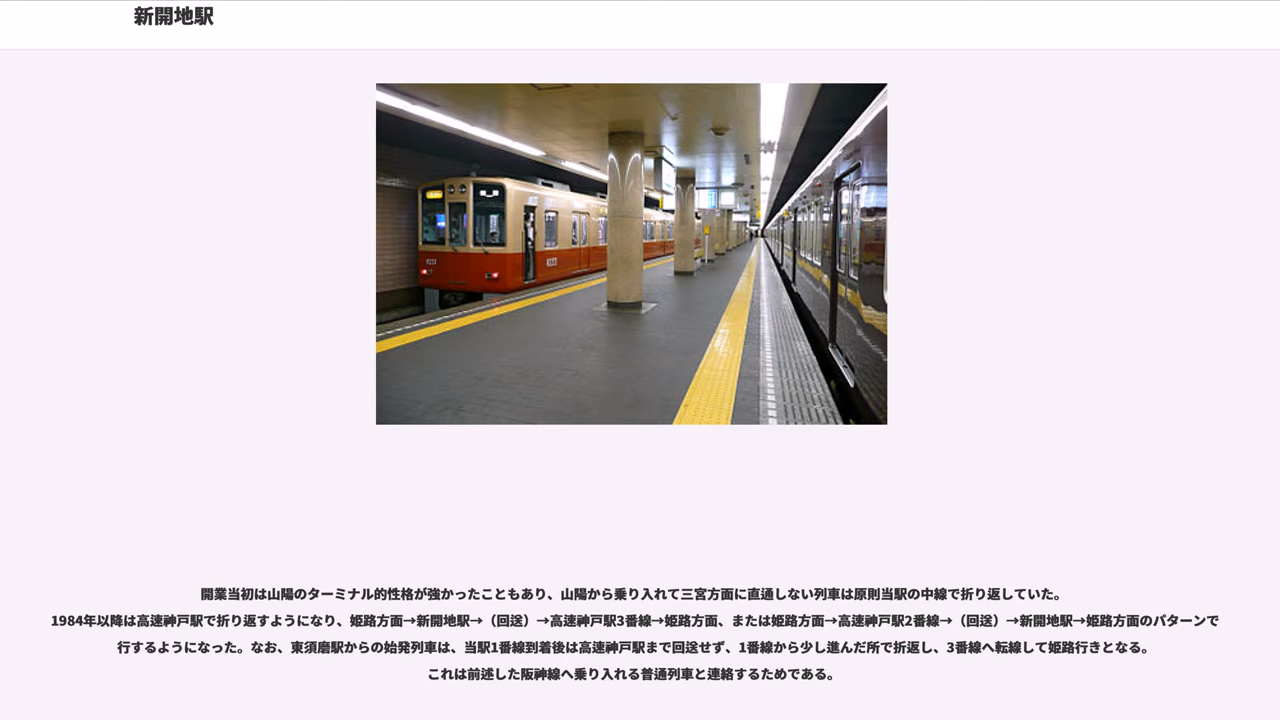 新開地駅
開業当初は山陽のターミナル的性格が強かったこともあり、山陽から乗り入れて三宮方面に直通しない列車は原則当駅の中線で折り返していた。
1984年以降は高速神戸駅で折り返すようになり、姫路方面→新開地駅→（回送）→高速神戸駅3番線→姫路方面、または姫路方面→高速神戸駅2番線→（回送）→新開地駅→姫路方面のパターンで
行するようになった。なお、東須磨駅からの始発列車は、当駅1番線到着後は高速神戸駅まで回送せず、1番線から少し進んだ所で折返し、3番線へ転線して姫路行きとなる。
これは前述した阪神線へ乗り入れる普通列車と連絡するためである。